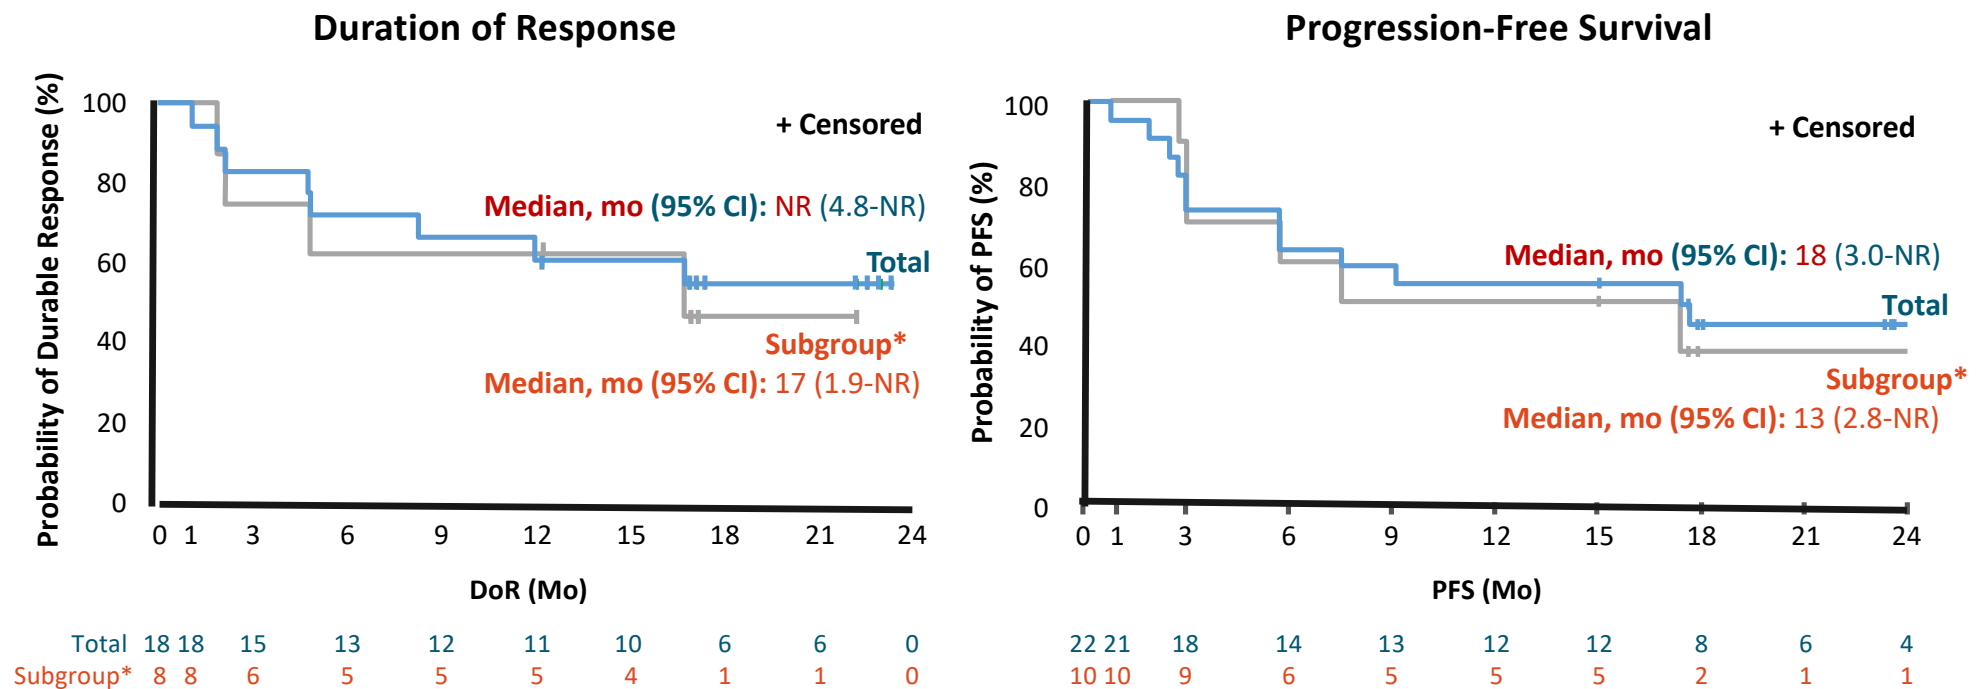 Duration of Response
Probability of Durable Response (%)
100
80
60
40
20
0
+ Censored
Median, mo (95% CI): NR (4.8-NR)
Total
Subgroup*
Median, mo (95% CI): 17 (1.9-NR)
0 1 3 6 9 12 15 18 21 24
DoR (Mo)
Total 18 18 15 13 12 11 10 6 6 0
Subgroup* 8 8 6 5 5 5 4 1 1 0
Progression-Free Survival
Probability of PFS (%)
100
80
60
40
20
0
+ Censored
Median, mo (95% CI): 18 (3.0-NR)
Total
Subgroup*
Median, mo (95% CI): 13 (2.8-NR)
0 1 3 6 9 12 15 18 21 24
PFS (Mo)
22 21 18 14 13 12 12 8 6 4
10 10 9 6 5 5 5 2 1 1